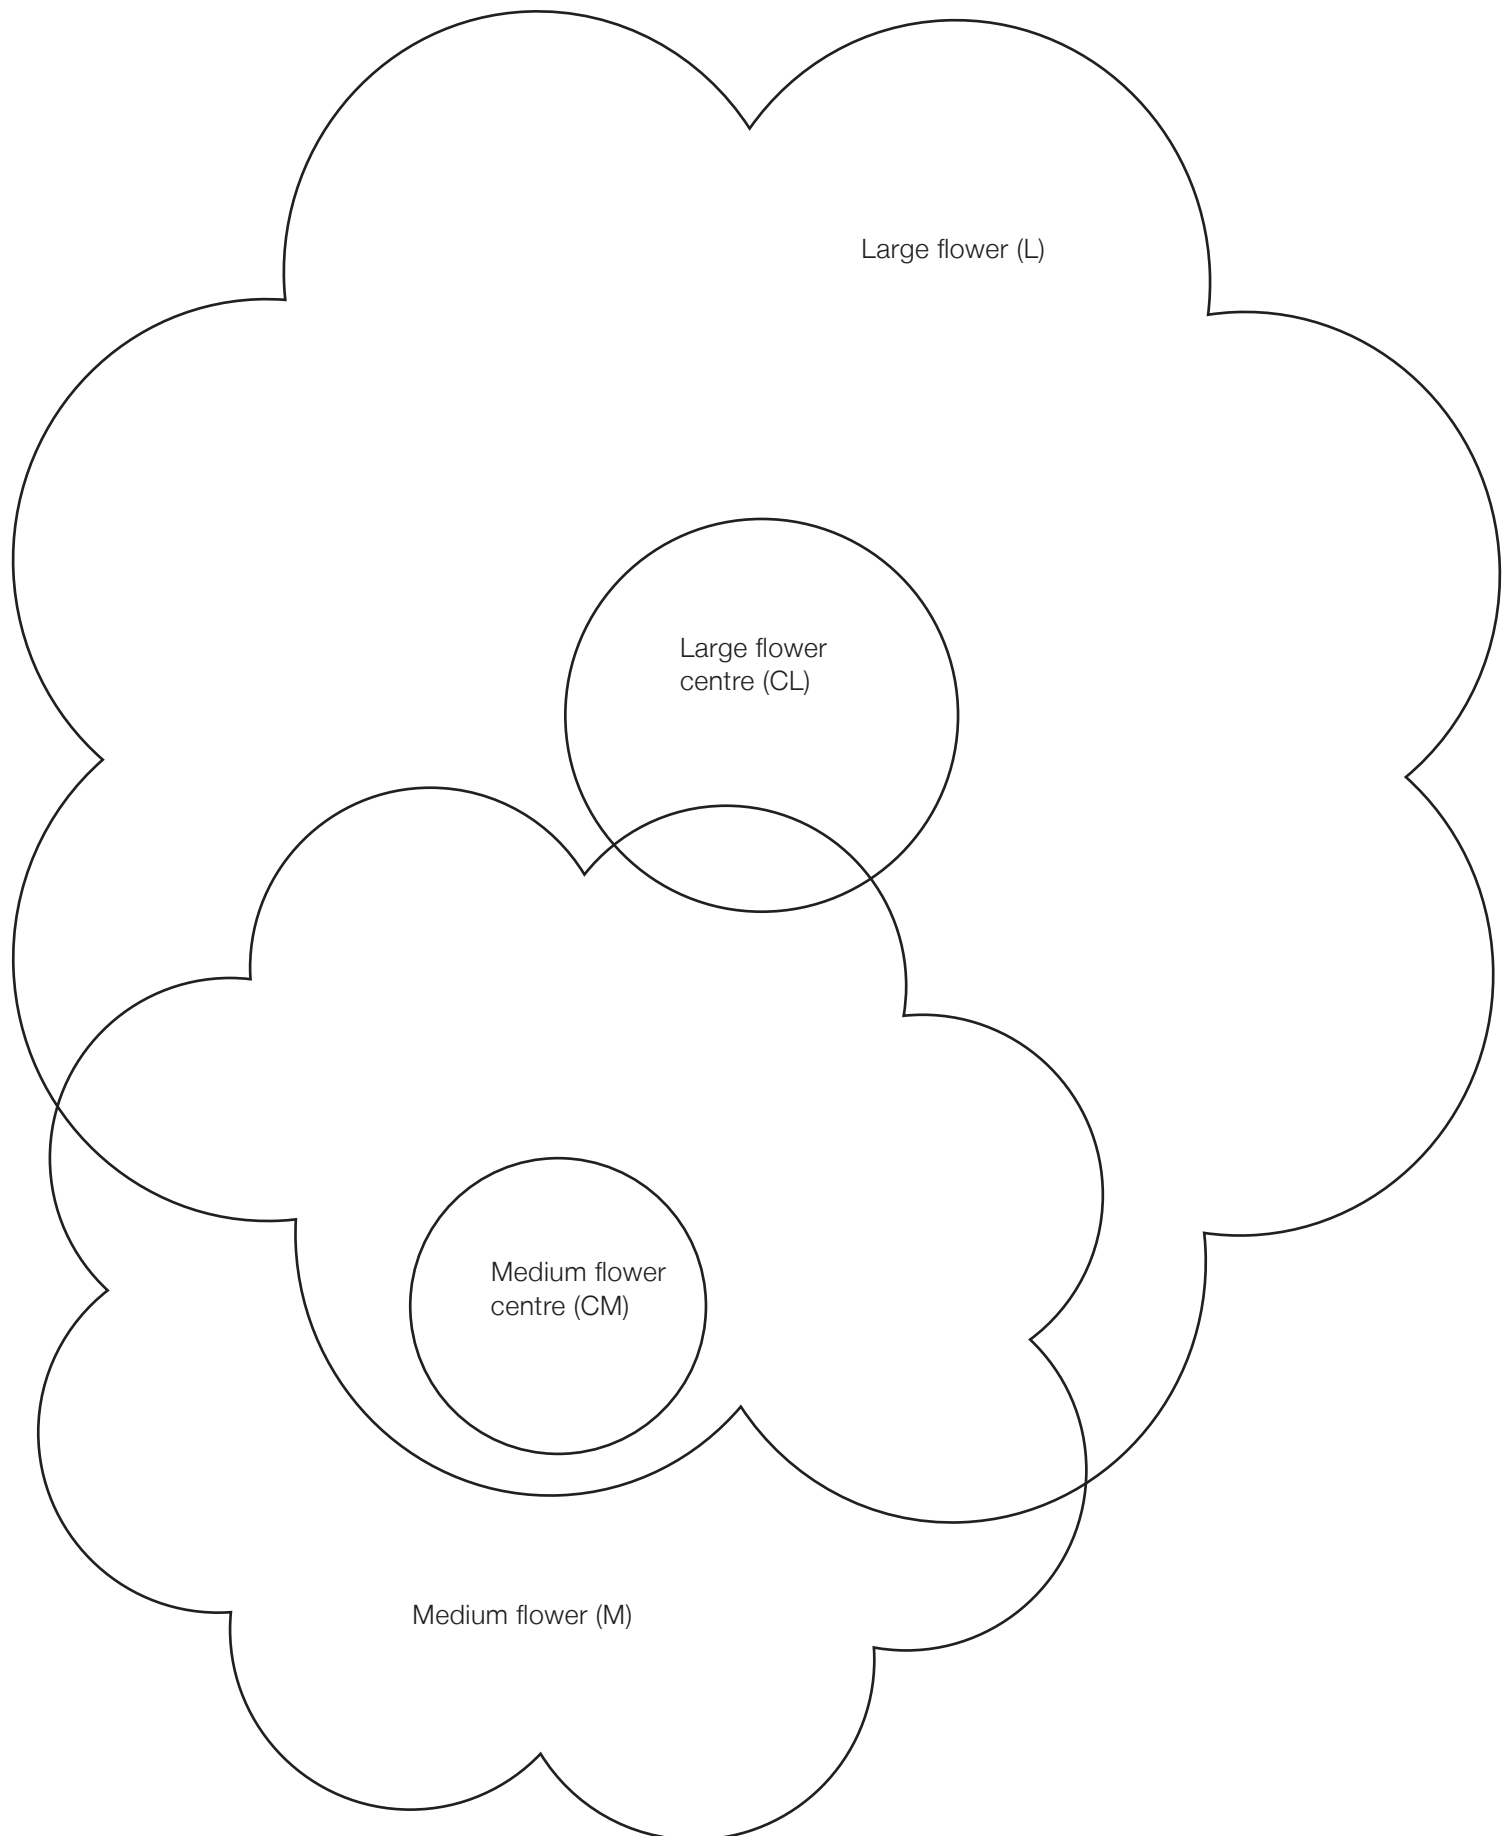 Large flower (L)
Large flower
centre (CL)
Medium flower
centre (CM)
Medium flower (M)